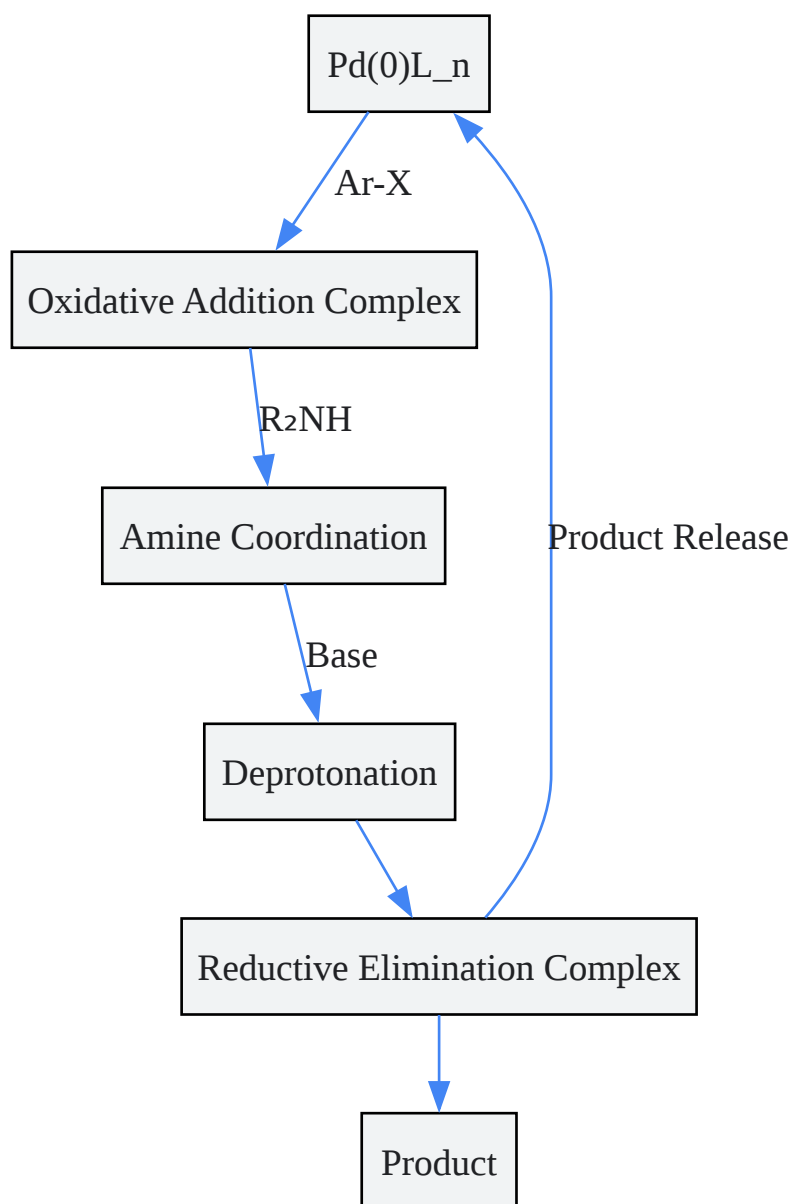 Pd(0)L_n
Ar-X
Oxidative Addition Complex
R₂NH
Amine Coordination
Product Release
Base
Deprotonation
Reductive Elimination Complex
Product